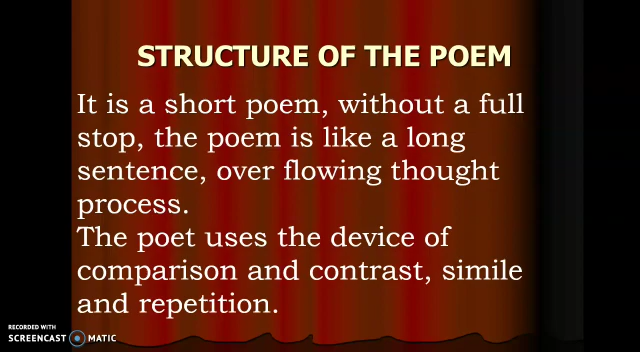 STRUCTURE OF THE POEM
It is a short poem, without a full
stop, the poem is like a long
sentence, over flowing thought
process.
The poet uses the device of
comparison and contrast, simile
and repetition.
RECORDED WITH
SCREENCAST MATIC